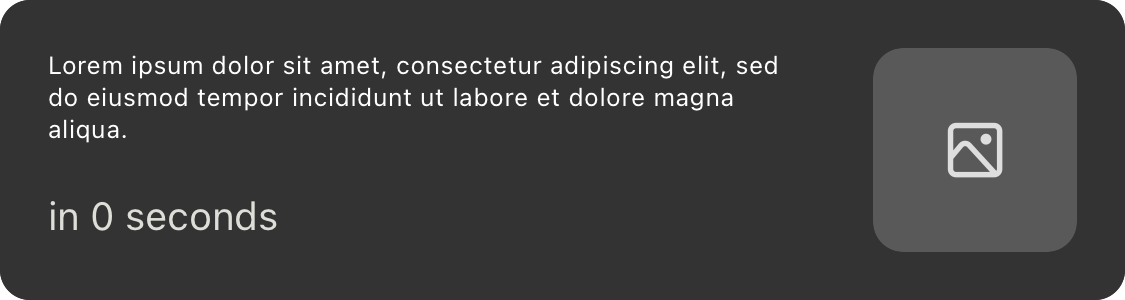 Lorem ipsum dolor sit amet, consectetur adipiscing elit, sed
do eiusmod tempor incididunt ut labore et dolore magna
aliqua.
in 0 seconds